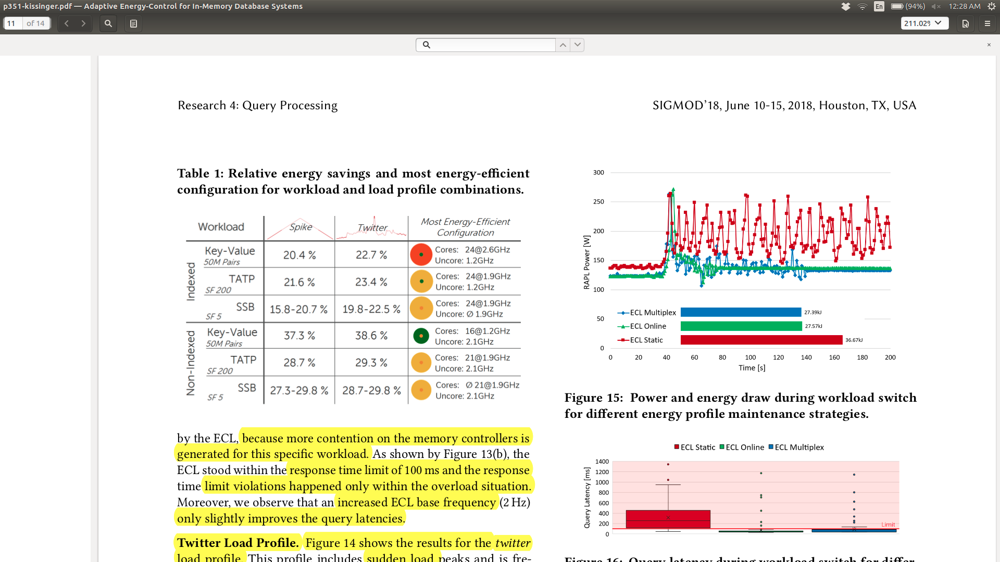 p351-kissinger.pdf — Adaptive Energy-Control for In-Memory Database Systems
En (94%) 12:28 AM
11 of 14
211.02%
Research 4: Query Processing
SIGMOD'18, June 10-15, 2018, Houston, TX, USA
Table 1: Relative energy savings and most energy-efficient
configuration for workload and load profile combinations.
Workload Spike Twitter Most Energy-Efficient
Configuration
Indexed
Key-Value 20.4 % 22.7 % Cores: 24@2.6GHz
50M Pairs Uncore: 1.2GHz
TATP 21.6 % 23.4 % Cores: 24@1.9GHz
SF 200 Uncore: 1.2GHz
SSB 15.8-20.7 % 19.8-22.5 % Cores: 24@1.9GHz
SF 5 Uncore: Ø 1.9GHz
Non-Indexed
Key-Value 37.3 % 38.6 % Cores: 16@1.2GHz
50M Pairs Uncore: 2.1GHz
TATP 28.7 % 29.3 % Cores: 21@1.9GHz
SF 200 Uncore: 2.1GHz
SSB 27.3-29.8 % 28.7-29.8 % Cores: Ø 21@1.9GHz
SF 5 Uncore: 2.1GHz
by the ECL, because more contention on the memory controllers is
generated for this specific workload. As shown by Figure 13(b), the
ECL stood within the response time limit of 100 ms and the response
time limit violations happened only within the overload situation.
Moreover, we observe that an increased ECL base frequency (2 Hz)
only slightly improves the query latencies.
Twitter Load Profile. Figure 14 shows the results for the twitter
load profile. This profile includes sudden load peaks and is fre-
RAPL Power [W]
300
250
200
150
100
50
0
ECL Multiplex 27.39kJ
ECL Online 27.57kJ
ECL Static 36.67kJ
0 20 40 60 80 100 120 140 160 180 200
Time [s]
Figure 15: Power and energy draw during workload switch
for different energy profile maintenance strategies.
ECL Static ECL Online ECL Multiplex
Query Latency [ms]
1400
1200
1000
800
600
400
200
0
Limit
Figure 16: Query latency during workload switch for differ-